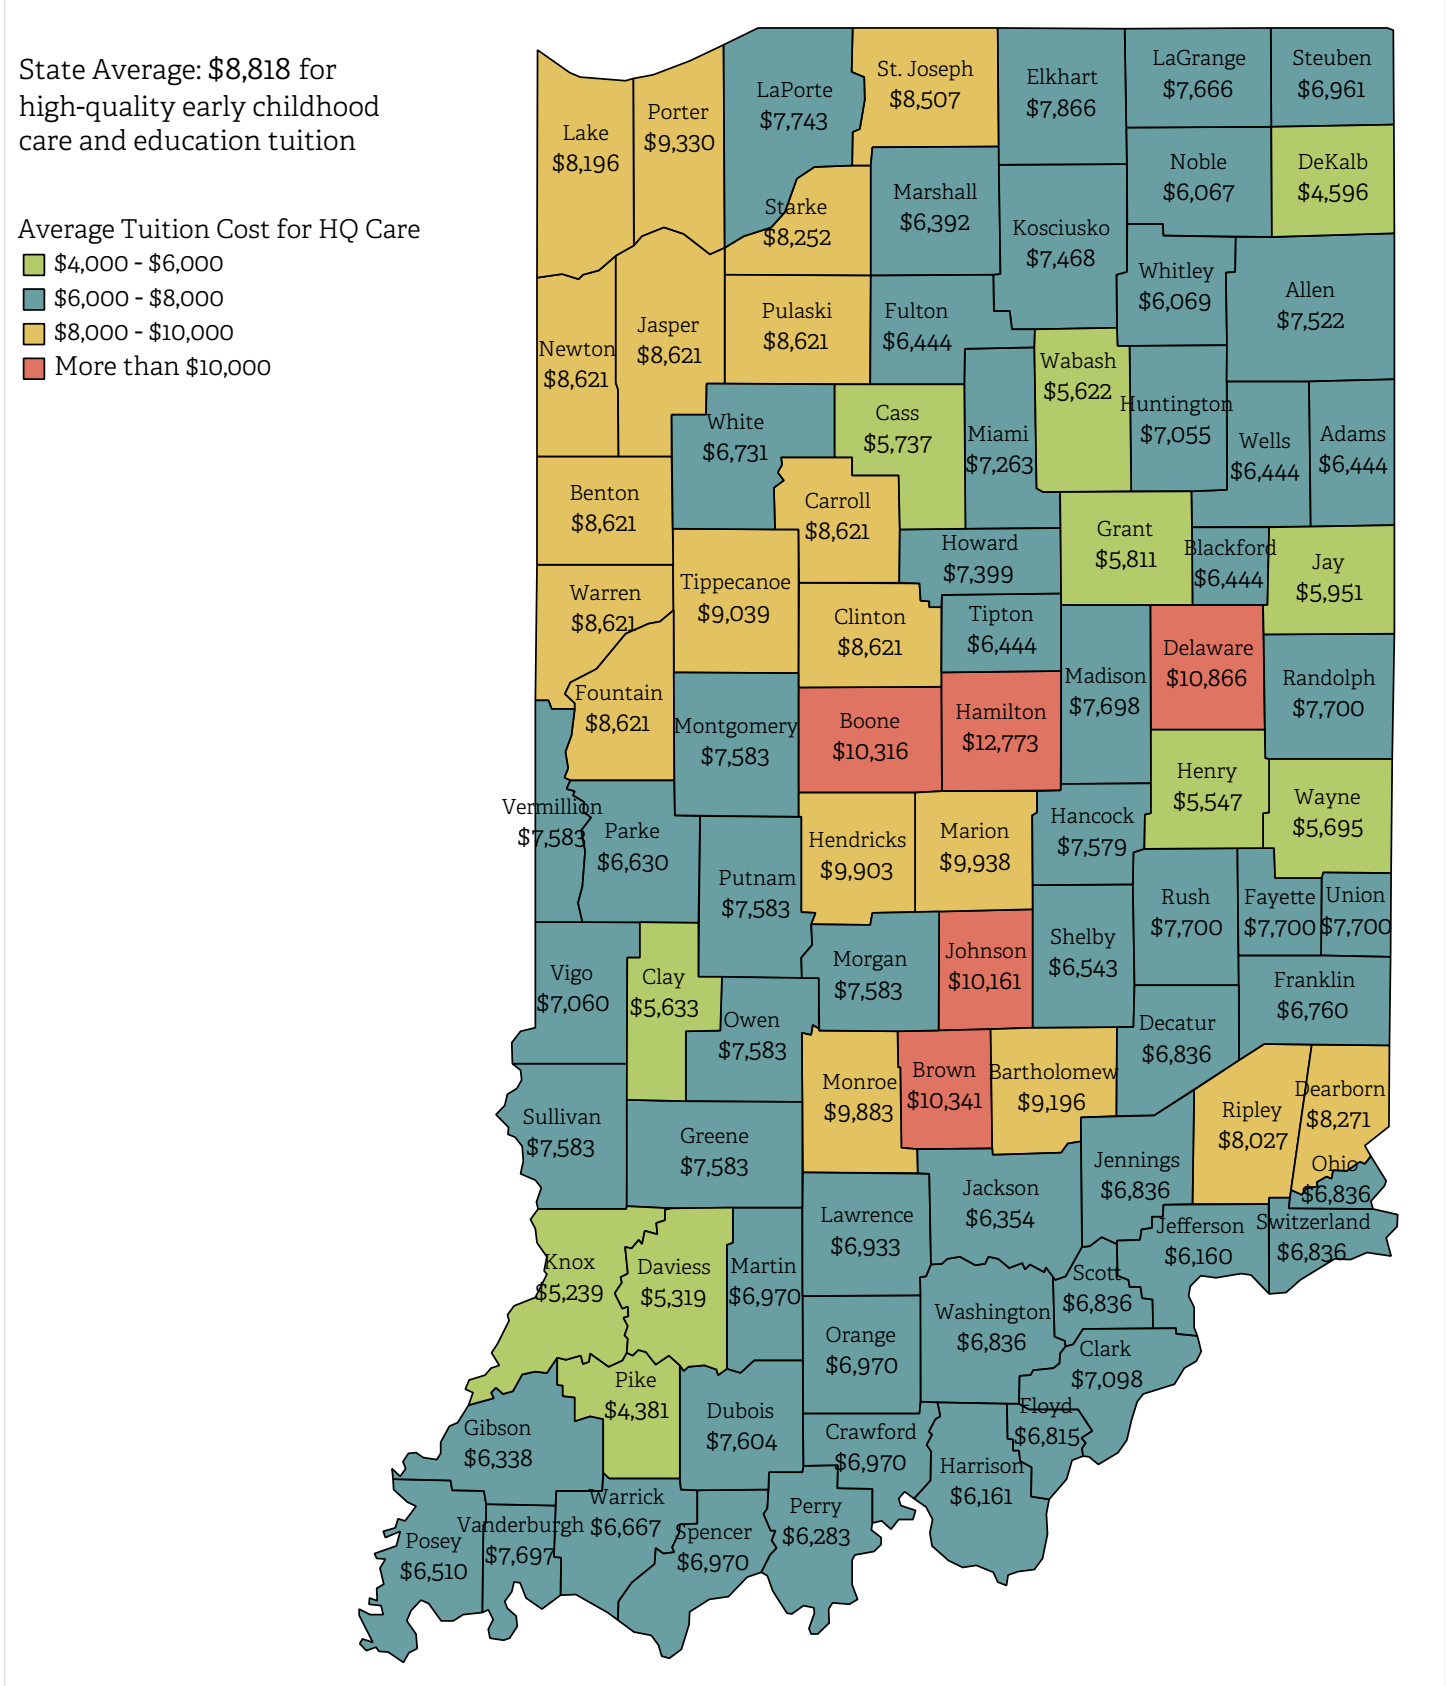 State Average: $8,818 for
high-quality early childhood
care and education tuition
Average Tuition Cost for HQ Care
$4,000 - $6,000
$6,000 - $8,000
$8,000 - $10,000
More than $10,000
Lake
$8,196
Porter
$9,330
LaPorte
$7,743
St. Joseph
$8,507
Elkhart
$7,866
LaGrange
$7,666
Steuben
$6,961
Starke
$8,252
Marshall
$6,392
Kosciusko
$7,468
Noble
$6,067
DeKalb
$4,596
Whitley
$6,069
Allen
$7,522
Newton
$8,621
Jasper
$8,621
Pulaski
$8,621
Fulton
$6,444
Wabash
$5,622
Huntington
$7,055
White
$6,731
Cass
$5,737
Miami
$7,263
Wells
$6,444
Adams
$6,444
Benton
$8,621
Carroll
$8,621
Howard
$7,399
Grant
$5,811
Blackford
$6,444
Jay
$5,951
Warren
$8,621
Tippecanoe
$9,039
Clinton
$8,621
Tipton
$6,444
Fountain
$8,621
Montgomery
$7,583
Boone
$10,316
Hamilton
$12,773
Madison
$7,698
Delaware
$10,866
Randolph
$7,700
Henry
$5,547
Wayne
$5,695
Vermillion
$7,583
Parke
$6,630
Putnam
$7,583
Hendricks
$9,903
Marion
$9,938
Hancock
$7,579
Rush
$7,700
Fayette
$7,700
Union
$7,700
Vigo
$7,060
Clay
$5,633
Owen
$7,583
Morgan
$7,583
Johnson
$10,161
Shelby
$6,543
Franklin
$6,760
Decatur
$6,836
Sullivan
$7,583
Greene
$7,583
Monroe
$9,883
Brown
$10,341
Bartholomew
$9,196
Ripley
$8,027
Dearborn
$8,271
Ohio
$6,836
Jennings
$6,836
Jackson
$6,354
Lawrence
$6,933
Jefferson
$6,160
Switzerland
$6,836
Knox
$5,239
Daviess
$5,319
Martin
$6,970
Scott
$6,836
Washington
$6,836
Orange
$6,970
Clark
$7,098
Pike
$4,381
Dubois
$7,604
Floyd
$6,815
Gibson
$6,338
Crawford
$6,970
Harrison
$6,161
Posey
$6,510
Vanderburgh
$7,697
Warrick
$6,667
Spencer
$6,970
Perry
$6,283